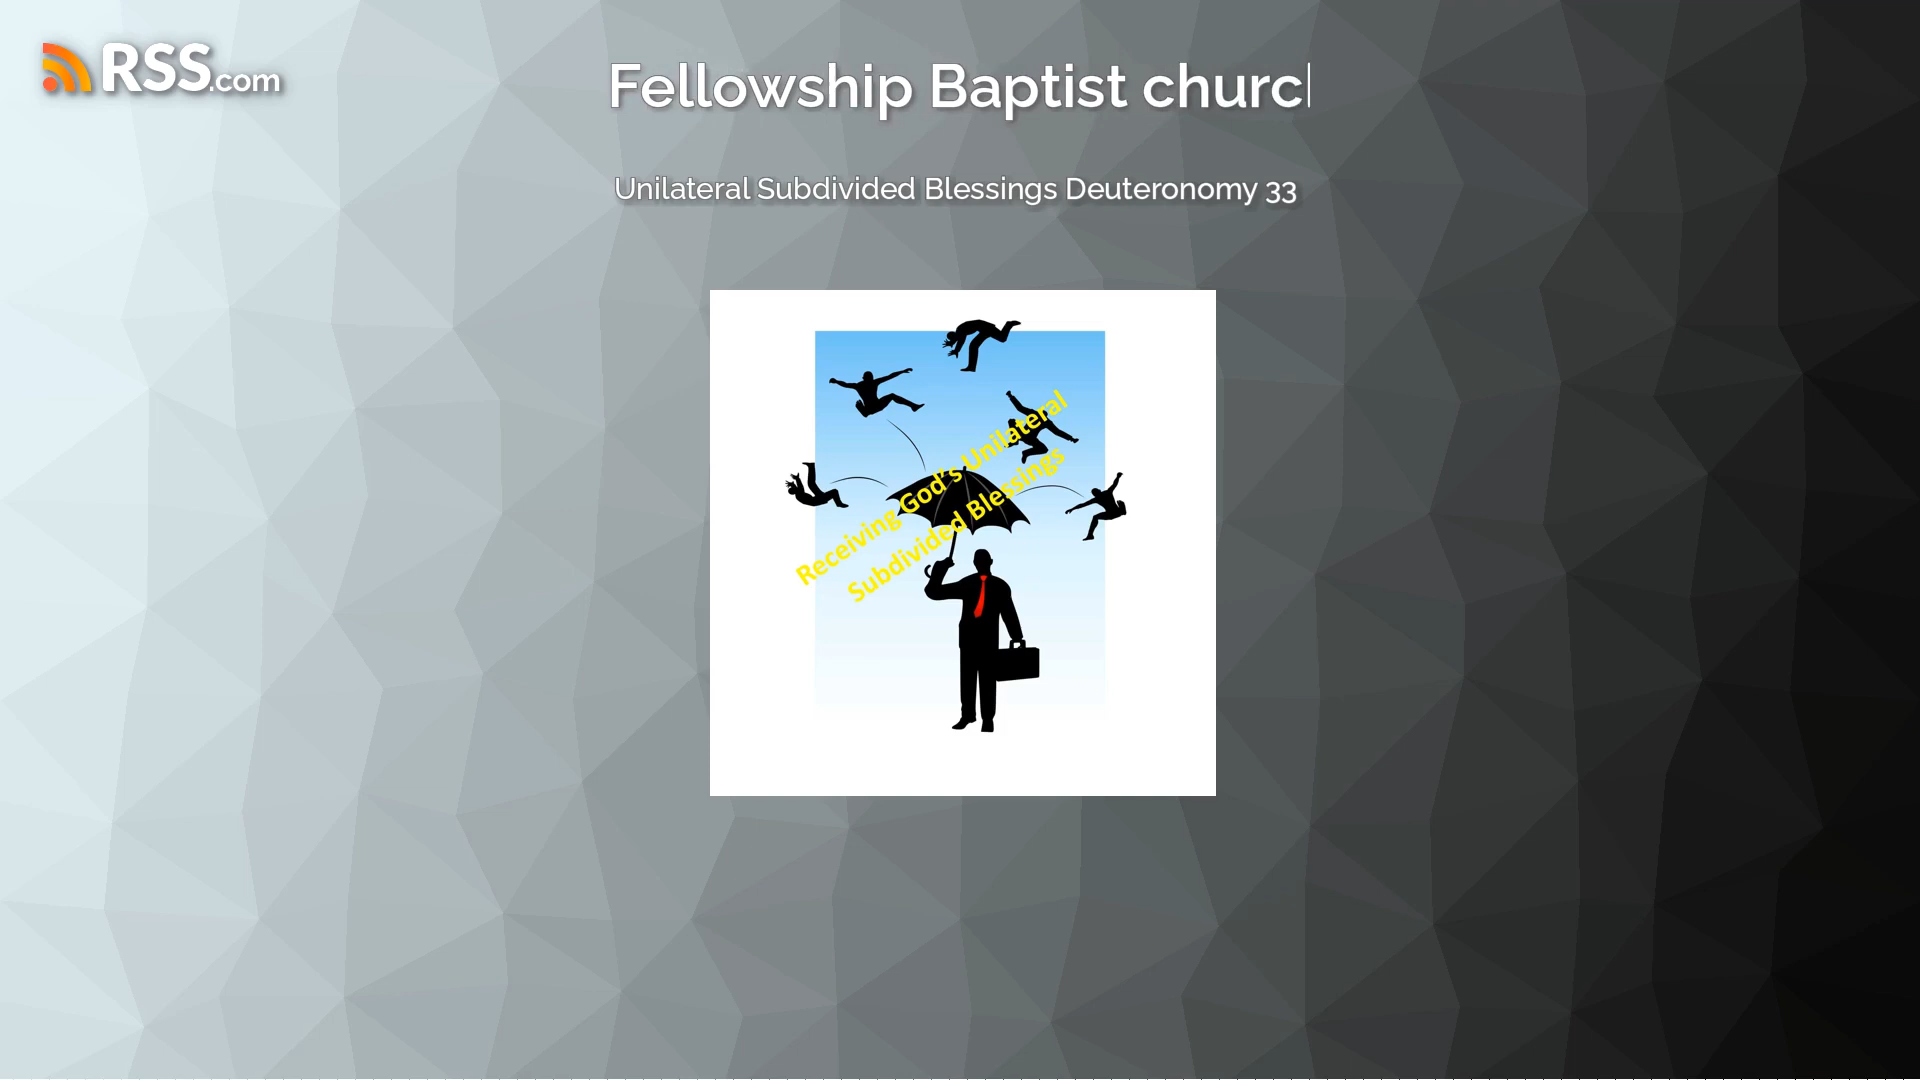 RSS.com
Fellowship Baptist churc
Unilateral Subdivided Blessings Deuteronomy 33
Receiving God's Unilateral
Subdivided Blessings